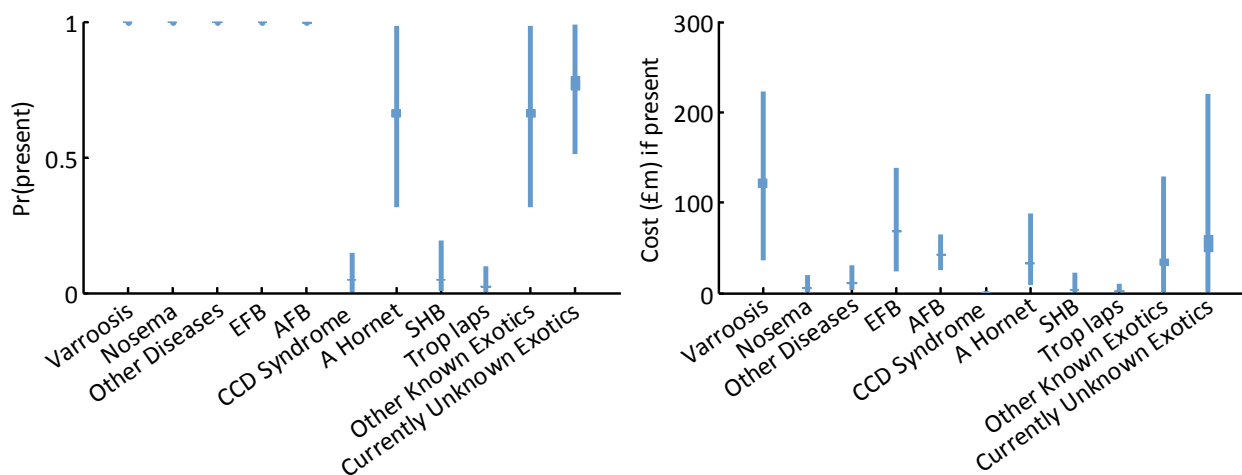 Pr(present)
1
0.5
0
Varroosis
Nosema
Other Diseases
EFB
AFB
CCD Syndrome
A Hornet
SHB
Trop laps
Other Known Exotics
Currently Unknown Exotics
Cost (£m) if present
300
200
100
0
Varroosis
Nosema
Other Diseases
EFB
AFB
CCD Syndrome
A Hornet
SHB
Trop laps
Other Known Exotics
Currently Unknown Exotics